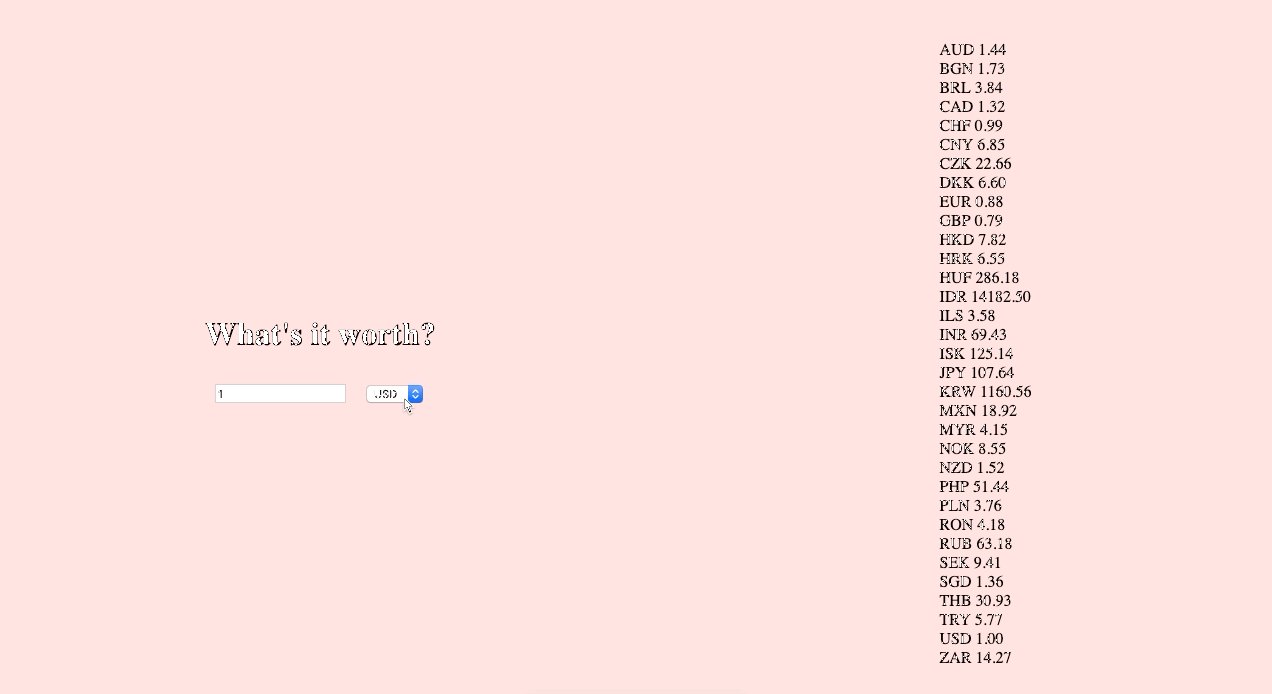 What's it worth?
1
USD
AUD 1.44
BGN 1.73
BRL 3.84
CAD 1.32
CHF 0.99
CNY 6.85
CZK 22.66
DKK 6.60
EUR 0.88
GBP 0.79
HKD 7.82
HRK 6.55
HUF 286.18
IDR 14182.50
ILS 3.58
INR 69.43
ISK 125.14
JPY 107.64
KRW 1160.56
MXN 18.92
MYR 4.15
NOK 8.55
NZD 1.52
PHP 51.44
PLN 3.76
RON 4.18
RUB 63.18
SEK 9.41
SGD 1.36
THB 30.93
TRY 5.77
USD 1.00
ZAR 14.27